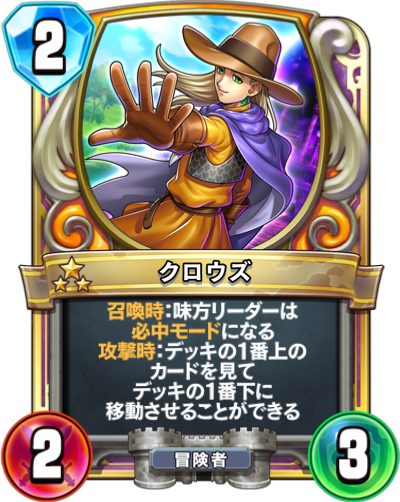 2
クロウズ
召喚時:味方リーダーは
必中モードになる
攻撃時:デッキの1番上の
カードを見て
デッキの1番下に
移動させることができる
2
冒険者
3